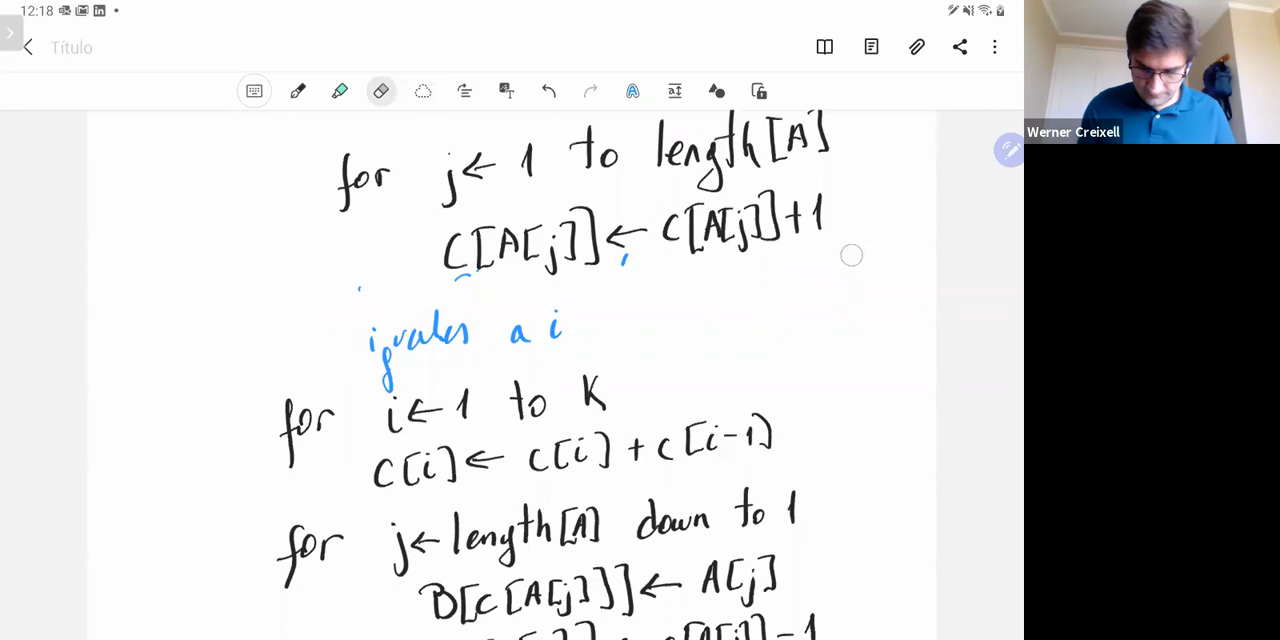 12:18
Título
Werner Creixell
for j ← 1 to length[A]
C[A[j]] ← C[A[j]]+1
iguales a i
for i ← 1 to K
C[i] ← C[i] + C[i-1]
for j ← length[A] down to 1
B[C[A[j]]] ← A[j]